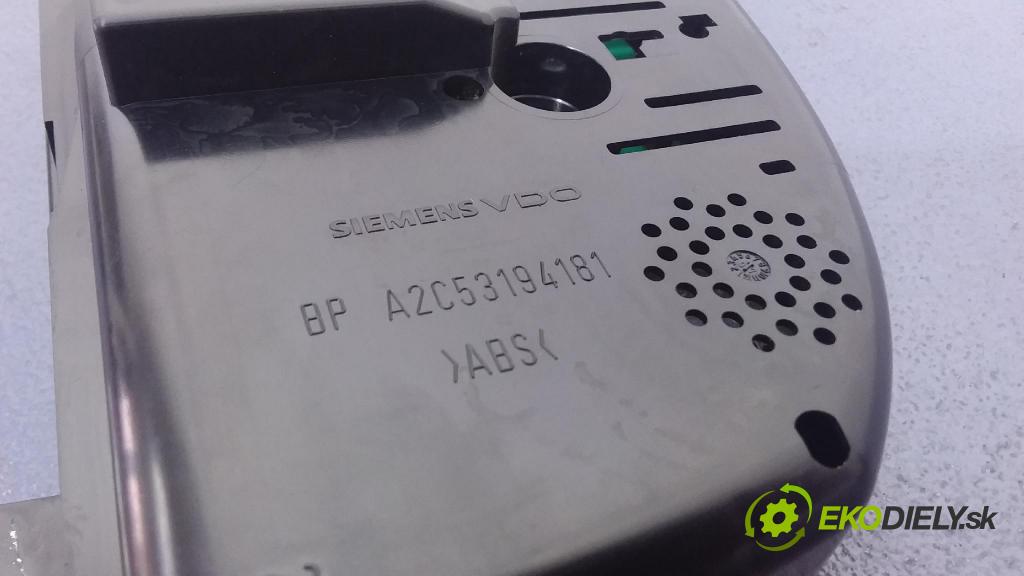 SIEMENS VDO
BP A2C53194181
>ABS<
EKODIELY.sk